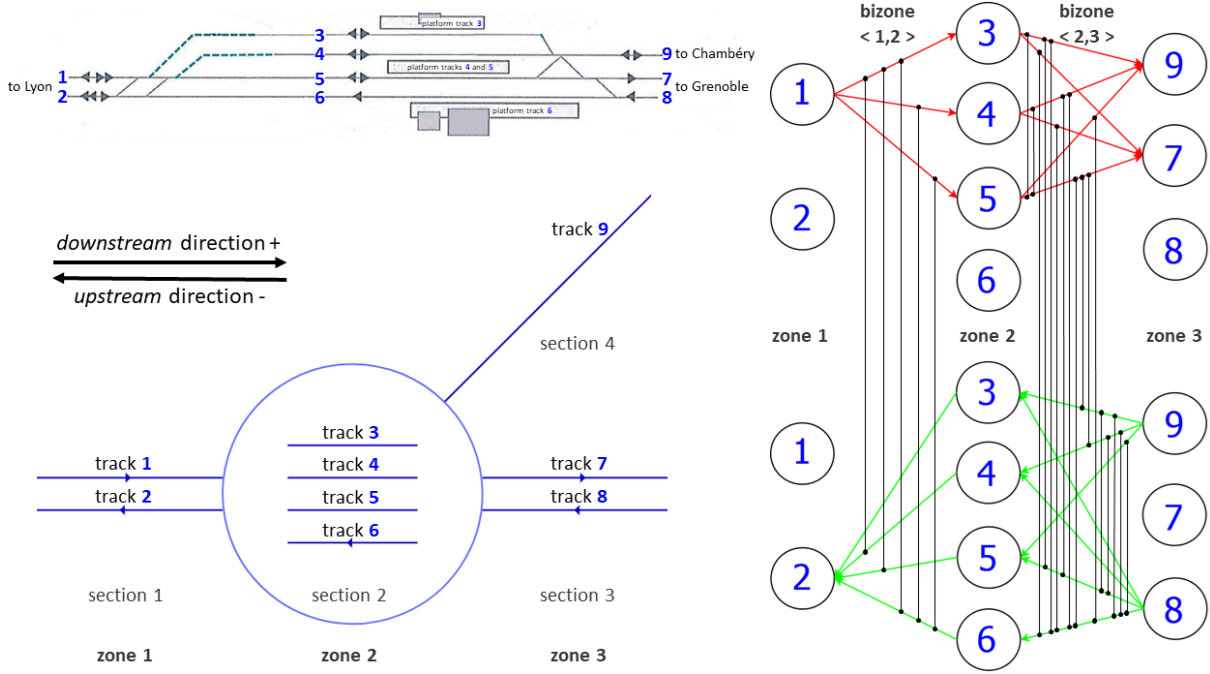 platform track 3
3
4
9 to Chambéry
platform tracks 4 and 5
to Lyon
1
5
7
to Grenoble
2
6
8
platform track 6
downstream direction +
upstream direction -
track 9
section 4
track 3
track 1
track 4
track 7
track 2
track 5
track 8
track 6
section 1
section 2
section 3
zone 1
zone 2
zone 3
bizone
< 1,2 >
bizone
< 2,3 >
3
9
1
4
7
5
2
8
6
zone 1
zone 2
zone 3
3
9
1
4
7
5
2
8
6